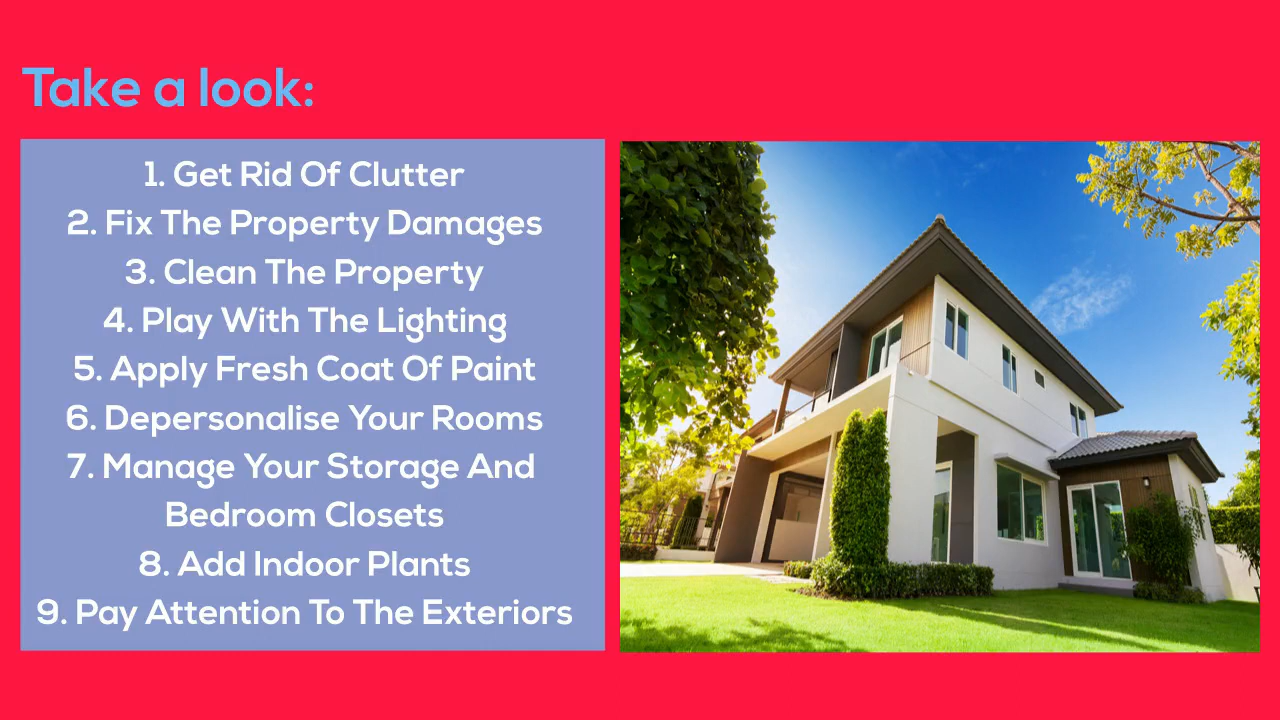 Take a look:
1. Get Rid Of Clutter
2. Fix The Property Damages
3. Clean The Property
4. Play With The Lighting
5. Apply Fresh Coat Of Paint
6. Depersonalise Your Rooms
7. Manage Your Storage And
Bedroom Closets
8. Add Indoor Plants
9. Pay Attention To The Exteriors